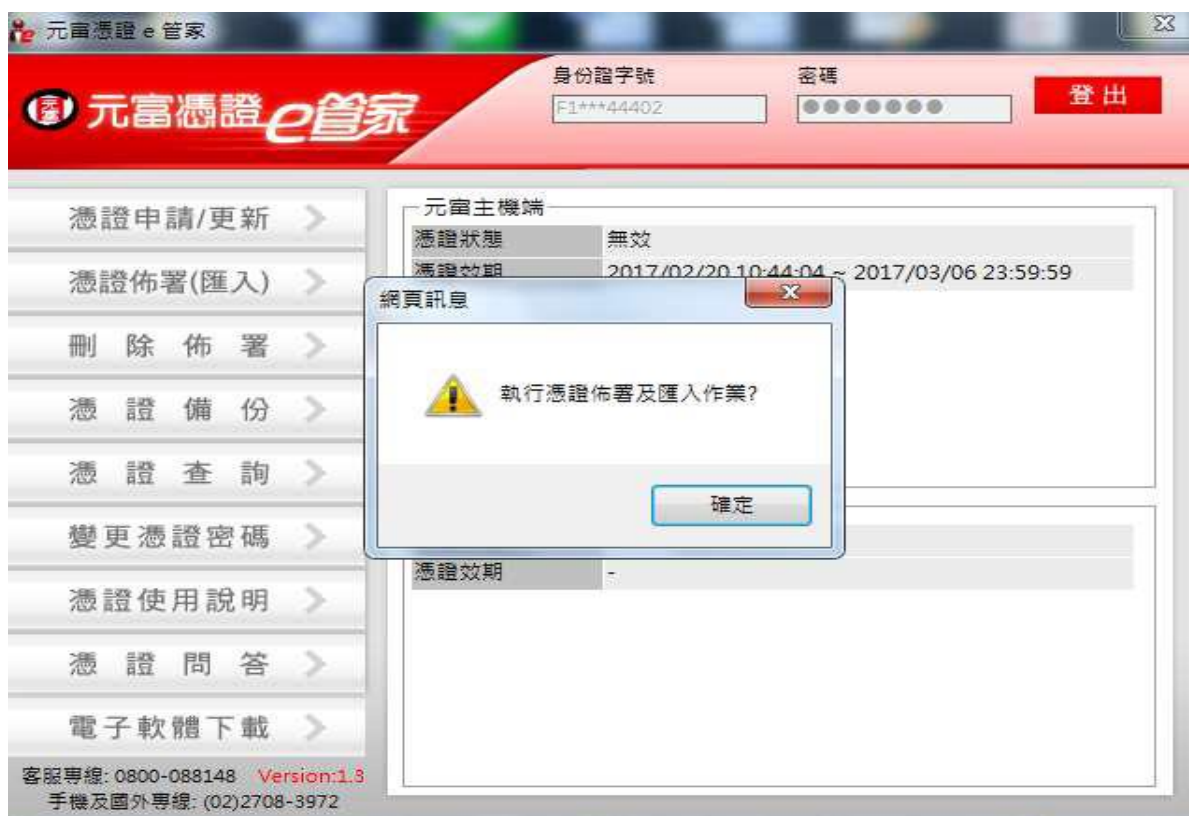 元富憑證 e 管家
身份證字號
密碼
元富憑證e管家
F1***44402
●●●●●●●
登出
憑證申請/更新
憑證佈署(匯入)
刪除佈署
憑證備份
憑證查詢
變更憑證密碼
憑證使用說明
憑證問答
電子軟體下載
客服專線: 0800-088148 Version:1.3
手機及國外專線: (02)2708-3972
元富主機端
憑證狀態 無效
憑證效期 2017/02/20 10:44:04 ~ 2017/03/06 23:59:59
網頁訊息
執行憑證佈署及匯入作業?
確定
憑證效期 -